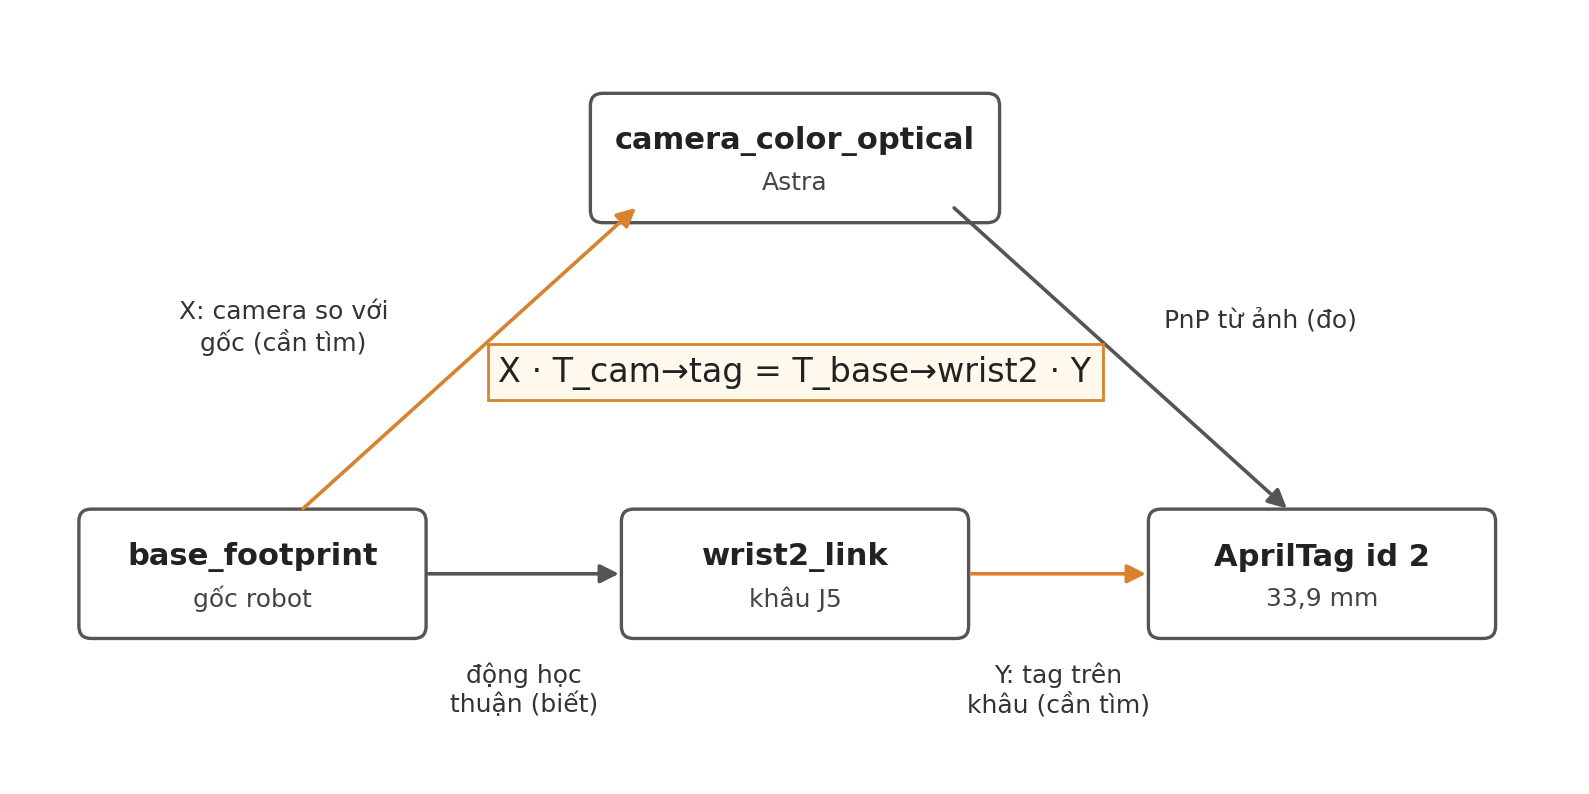 camera_color_optical
Astra
X: camera so với
gốc (cần tìm)
PnP từ ảnh (đo)
X · T_cam→tag = T_base→wrist2 · Y
base_footprint
gốc robot
wrist2_link
khâu J5
AprilTag id 2
33,9 mm
động học
thuận (biết)
Y: tag trên
khâu (cần tìm)